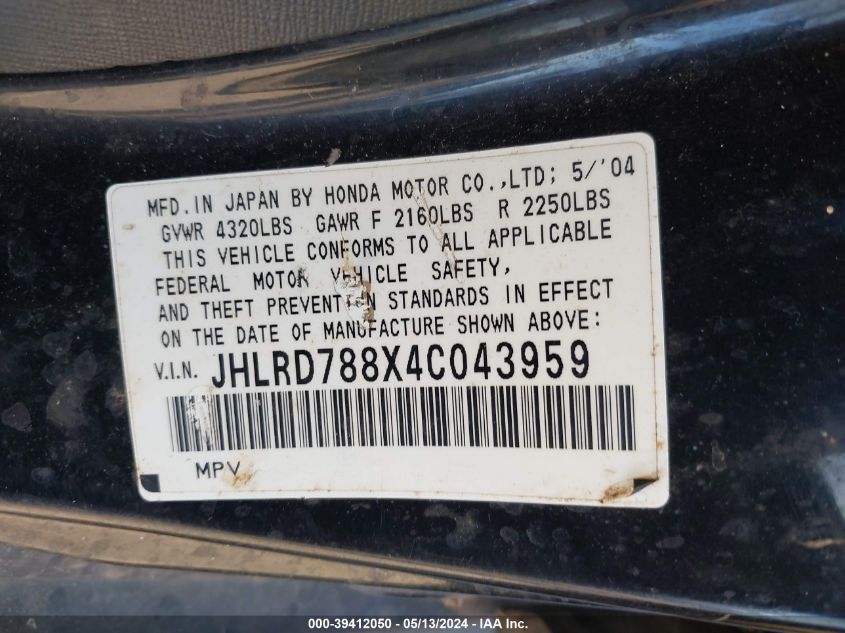 MFD.IN JAPAN BY HONDA MOTOR CO.,LTD; 5/'04
GVWR 4320LBS GAWR F 2160LBS R 2250LBS
THIS VEHICLE CONFORMS TO ALL APPLICABLE
FEDERAL MOTOR VEHICLE SAFETY,
AND THEFT PREVENTION STANDARDS IN EFFECT
ON THE DATE OF MANUFACTURE SHOWN ABOVE:
V.I.N. JHLRD788X4C043959
MPV
000-39412050 - 05/13/2024 - IAA Inc.